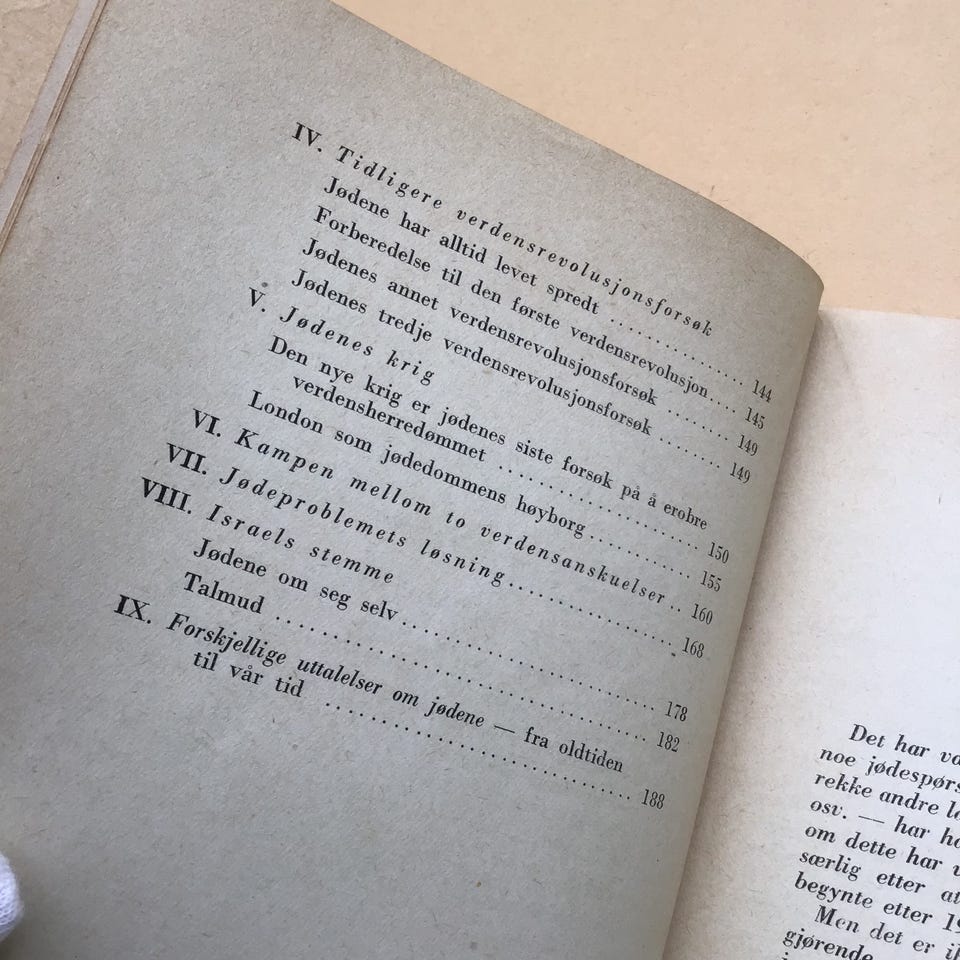 IV. Tidligere verdensrevolusjonsforsøk
Jødene har alltid levet spredt .................. 144
Forberedelse til den første verdensrevolusjon.... 145
Jødenes annet verdensrevolusjonsforsøk ........ 149
Jødenes tredje verdensrevolusjonsforsøk ........ 149
V. Jødenes krig
Den nye krig er jødenes siste forsøk på å erobre
verdensherredømmet ......................... 150
London som jødedommens høyborg............. 155
VI. Kampen mellom to verdensanskuelser.. 160
VII. Jødeproblemets løsning...................... 168
VIII. Israels stemme
Jødene om seg selv............................. 178
Talmud ........................................ 182
IX. Forskjellige uttalelser om jødene — fra oldtiden
til vår tid ................................. 188
Det har
noe
rekke andre
osv. — har
om dette har
særlig etter
begynte etter
Men det er
gjørende